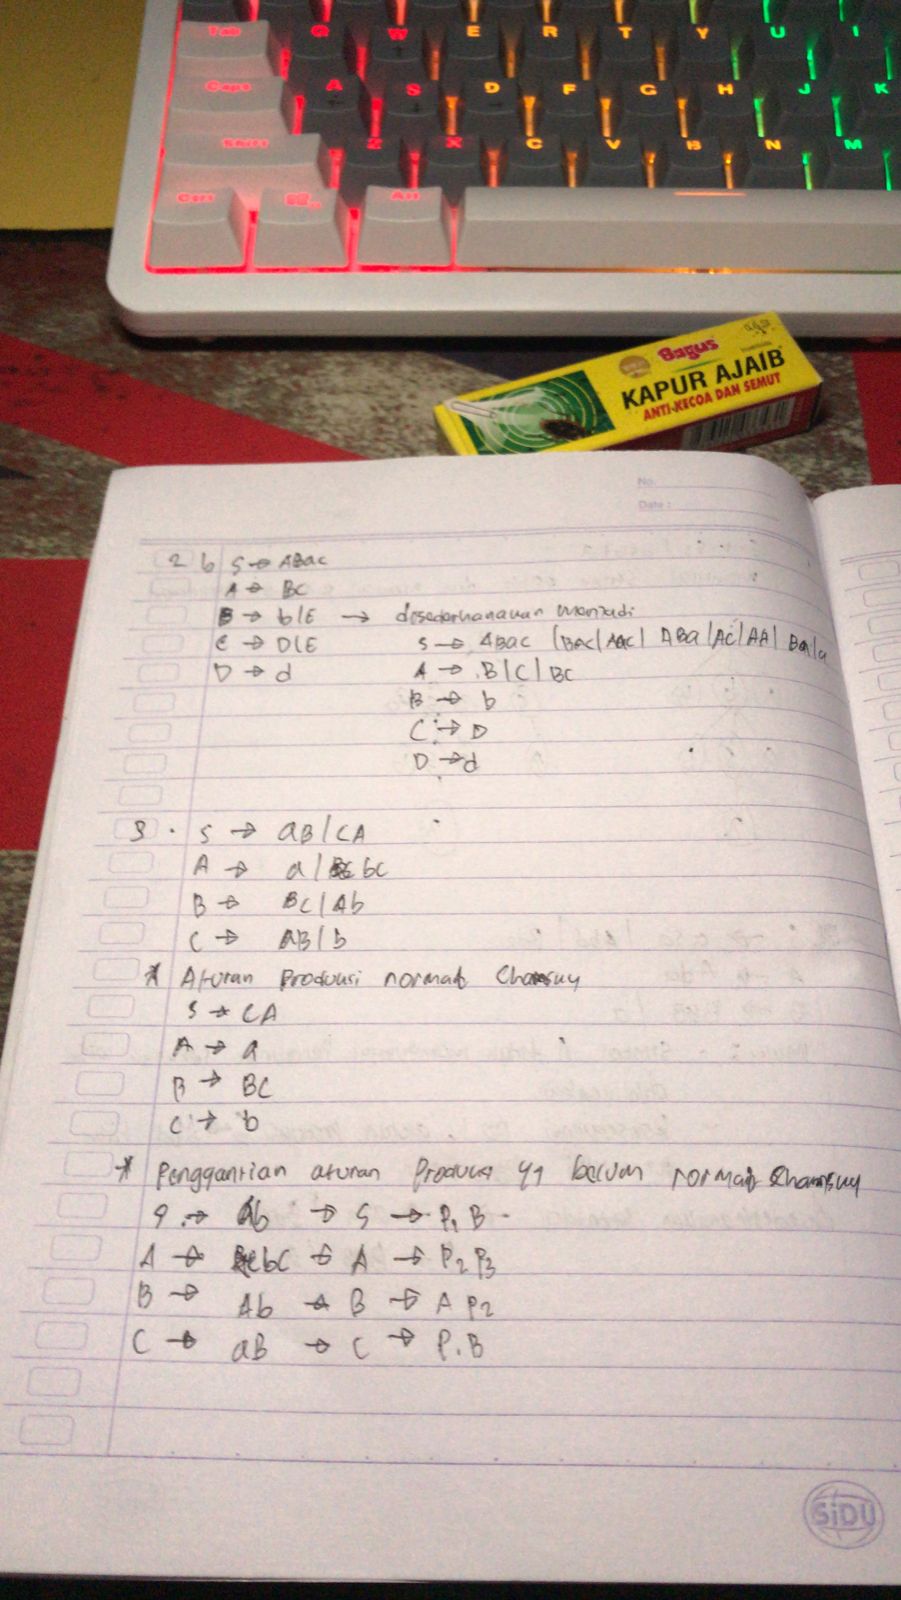 Tab Q W E R T Y U I
Caps A S D F G H J K
Shift Z X C V B N M
Ctrl Alt
Bagus
KAPUR AJAIB
ANTI-KECOA DAN SEMUT
No.
Date :
2 b S → ABaC
A → BC
B → b|E → disederhanakan menjadi
C → D|E S → ABaC |BaC|AaC| ABa|aC|Aa| Ba|a
D → d A → B|C|BC
B → b
C → D
D → d
3. S → aB|CA
A → a|bc
B → BC|Ab
C → aB|b
* Aturan Produksi normal Chomsky
S → CA
A → a
B → BC
C → b
* Penggantian aturan Produksi yg belum normal Chomsky
S → ab → S → P1 B
A → bC → A → P2 P3
B → Ab → B → A P2
C → aB → C → P1 B
SiDU